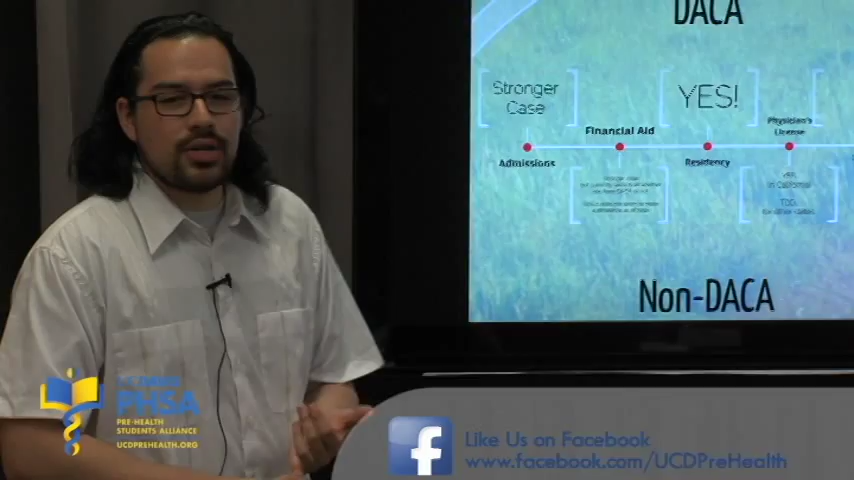 DACA
Stronger
Case
YES!
Financial Aid
Physician's
License
Admissions
Residency
YES,
in California
TBD,
for other states
Non-DACA
UC DAVIS
PHSA
PRE-HEALTH
STUDENTS ALLIANCE
UCDPREHEALTH.ORG
f
Like Us on Facebook
www.facebook.com/UCDPreHealth